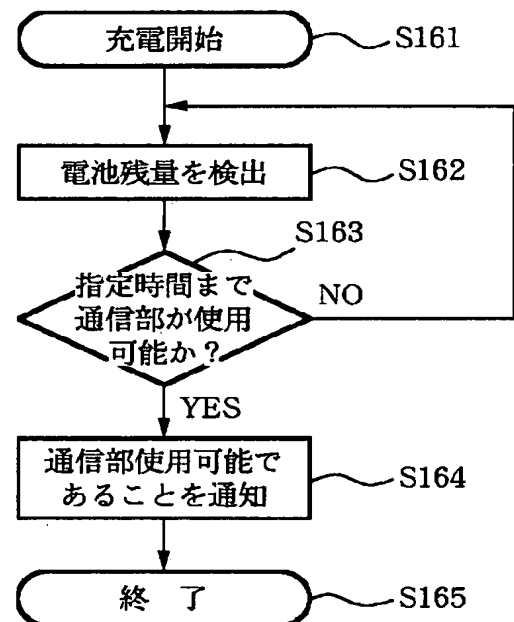 充電開始
S161
電池残量を検出
S162
S163
指定時間まで
通信部が使用
可能か？
NO
YES
通信部使用可能で
あることを通知
S164
終 了
S165